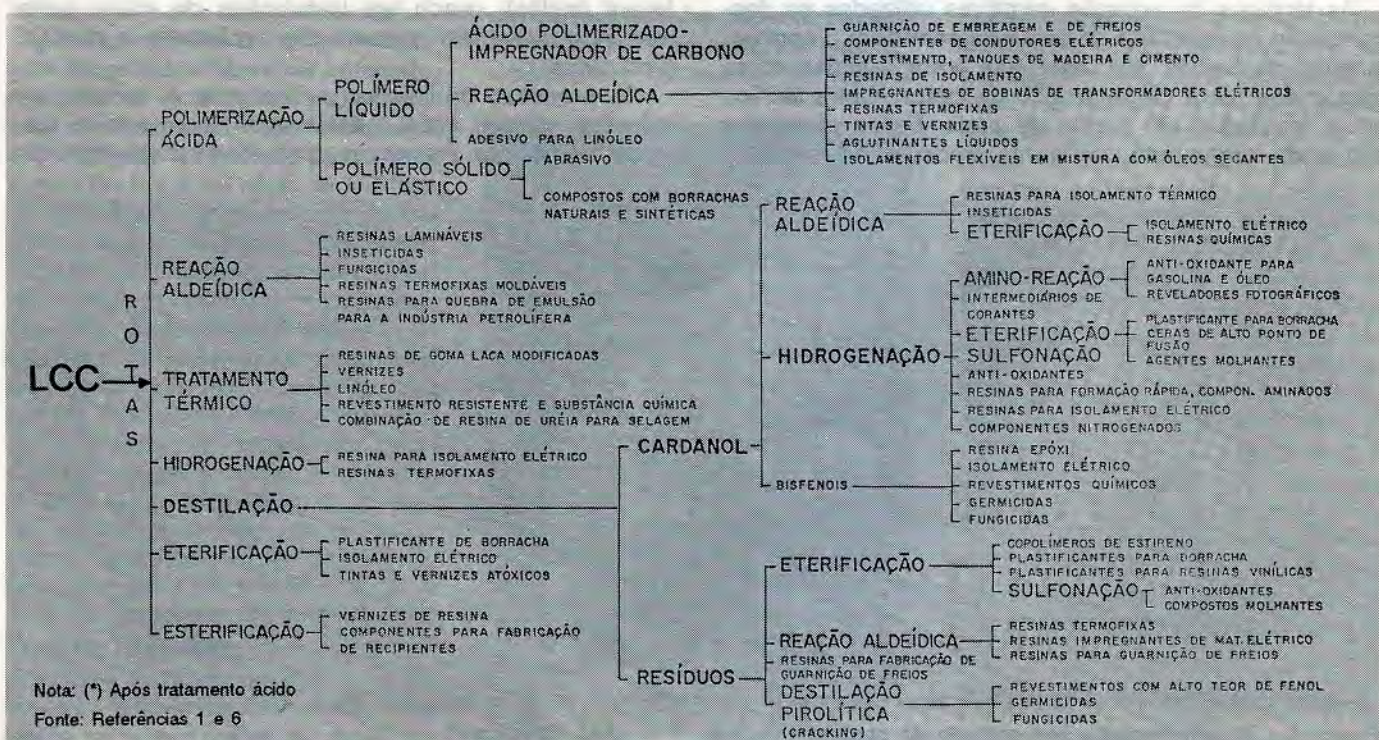 LCC
ROTAS
POLIMERIZAÇÃO
ÁCIDA
POLÍMERO
LÍQUIDO
ÁCIDO POLIMERIZADO-
IMPREGNADOR DE CARBONO
REAÇÃO ALDEÍDICA
GUARNIÇÃO DE EMBREAGEM E DE FREIOS
COMPONENTES DE CONDUTORES ELÉTRICOS
REVESTIMENTO, TANQUES DE MADEIRA E CIMENTO
RESINAS DE ISOLAMENTO
IMPREGNANTES DE BOBINAS DE TRANSFORMADORES ELÉTRICOS
RESINAS TERMOFIXAS
TINTAS E VERNIZES
AGLUTINANTES LÍQUIDOS
ISOLAMENTOS FLEXÍVEIS EM MISTURA COM ÓLEOS SECANTES
ADESIVO PARA LINÓLEO
POLÍMERO SÓLIDO
OU ELÁSTICO
ABRASIVO
COMPOSTOS COM BORRACHAS
NATURAIS E SINTÉTICAS
REAÇÃO
ALDEÍDICA
RESINAS LAMINÁVEIS
INSETICIDAS
FUNGICIDAS
RESINAS TERMOFIXAS MOLDÁVEIS
RESINAS PARA QUEBRA DE EMULSÃO
PARA A INDÚSTRIA PETROLÍFERA
TRATAMENTO
TÉRMICO
RESINAS DE GOMA LACA MODIFICADAS
VERNIZES
LINÓLEO
REVESTIMENTO RESISTENTE E SUBSTÂNCIA QUÍMICA
COMBINAÇÃO DE RESINA DE URÉIA PARA SELAGEM
HIDROGENAÇÃO
RESINA PARA ISOLAMENTO ELÉTRICO
RESINAS TERMOFIXAS
DESTILAÇÃO
CARDANOL
REAÇÃO
ALDEÍDICA
RESINAS PARA ISOLAMENTO TÉRMICO
INSETICIDAS
ETERIFICAÇÃO
ISOLAMENTO ELÉTRICO
RESINAS QUÍMICAS
HIDROGENAÇÃO
AMINO-REAÇÃO
ANTI-OXIDANTE PARA
GASOLINA E ÓLEO
REVELADORES FOTOGRÁFICOS
INTERMEDIÁRIOS DE
CORANTES
ETERIFICAÇÃO
PLASTIFICANTE PARA BORRACHA
CERAS DE ALTO PONTO DE
FUSÃO
AGENTES MOLHANTES
SULFONAÇÃO
ANTI-OXIDANTES
RESINAS PARA FORMAÇÃO RÁPIDA, COMPON. AMINADOS
RESINAS PARA ISOLAMENTO ELÉTRICO
COMPONENTES NITROGENADOS
BISFENOIS
RESINA EPÓXI
ISOLAMENTO ELÉTRICO
REVESTIMENTOS QUÍMICOS
GERMICIDAS
FUNGICIDAS
RESÍDUOS
ETERIFICAÇÃO
COPOLÍMEROS DE ESTIRENO
PLASTIFICANTES PARA BORRACHA
PLASTIFICANTES PARA RESINAS VINÍLICAS
SULFONAÇÃO
ANTI-OXIDANTES
COMPOSTOS MOLHANTES
REAÇÃO ALDEÍDICA
RESINAS TERMOFIXAS
RESINAS IMPREGNANTES DE MAT. ELÉTRICO
RESINAS PARA GUARNIÇÃO DE FREIOS
RESINAS PARA FABRICAÇÃO DE
GUARNIÇÃO DE FREIOS
DESTILAÇÃO
PIROLÍTICA
(CRACKING)
REVESTIMENTOS COM ALTO TEOR DE FENOL
GERMICIDAS
FUNGICIDAS
ETERIFICAÇÃO
PLASTIFICANTE DE BORRACHA
ISOLAMENTO ELÉTRICO
TINTAS E VERNIZES ATÓXICOS
ESTERIFICAÇÃO
VERNIZES DE RESINA
COMPONENTES PARA FABRICAÇÃO
DE RECIPIENTES
Nota: (*) Após tratamento ácido
Fonte: Referências 1 e 6